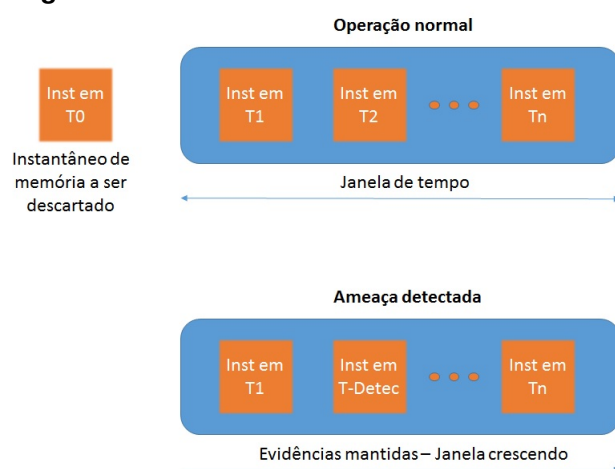 Operação normal
Inst em
T0
Inst em
T1
Inst em
T2
Inst em
Tn
Instantâneo de
memória a ser
descartado
Janela de tempo
Ameaça detectada
Inst em
T1
Inst em
T-Detec
Inst em
Tn
Evidências mantidas – Janela crescendo